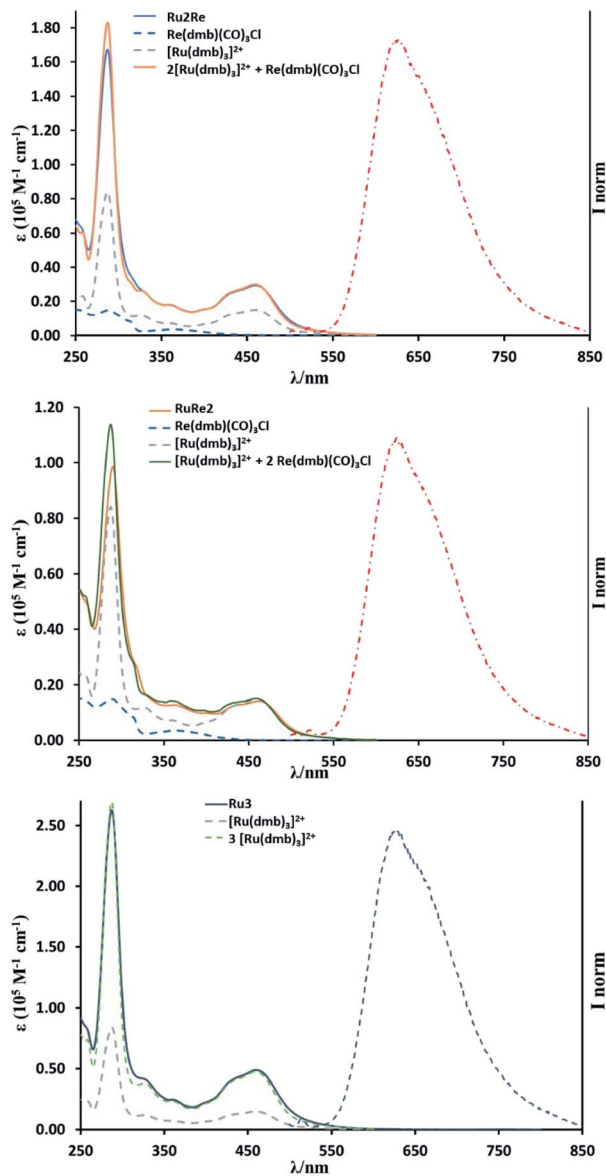 Ru2Re
Re(dmb)(CO)₃Cl
[Ru(dmb)₃]²⁺
2[Ru(dmb)₃]²⁺ + Re(dmb)(CO)₃Cl
1.80
1.60
1.40
1.20
1.00
0.80
0.60
0.40
0.20
0.00
ε (10⁵ M⁻¹ cm⁻¹)
I norm
250 350 450 550 650 750 850
λ/nm
RuRe2
Re(dmb)(CO)₃Cl
[Ru(dmb)₃]²⁺
[Ru(dmb)₃]²⁺ + 2 Re(dmb)(CO)₃Cl
1.20
1.00
0.80
0.60
0.40
0.20
0.00
ε (10⁵ M⁻¹ cm⁻¹)
I norm
250 350 450 550 650 750 850
λ/nm
Ru3
[Ru(dmb)₃]²⁺
3 [Ru(dmb)₃]²⁺
2.50
2.00
1.50
1.00
0.50
0.00
ε (10⁵ M⁻¹ cm⁻¹)
I norm
250 350 450 550 650 750 850
λ/nm